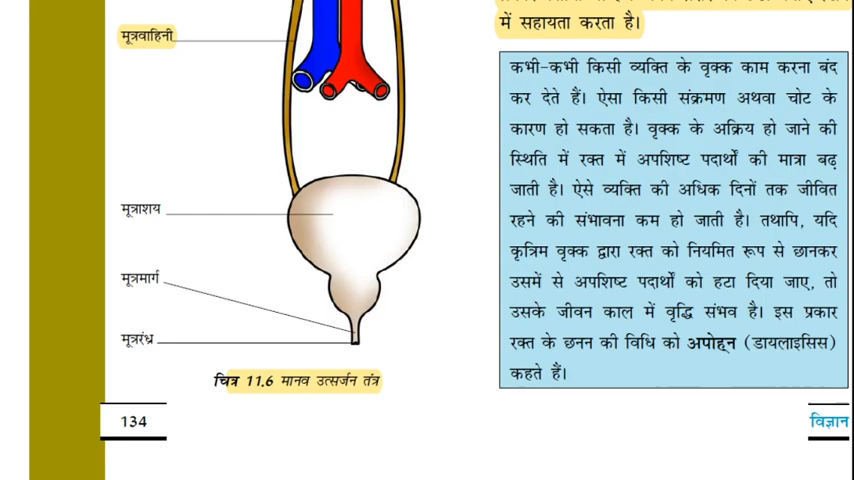 मूत्रवाहिनी
मूत्राशय
मूत्रमार्ग
मूत्ररंध्र
चित्र 11.6 मानव उत्सर्जन तंत्र
134
में सहायता करता है।
कभी-कभी किसी व्यक्ति के वृक्क काम करना बंद
कर देते हैं। ऐसा किसी संक्रमण अथवा चोट के
कारण हो सकता है। वृक्क के अक्रिय हो जाने की
स्थिति में रक्त में अपशिष्ट पदार्थों की मात्रा बढ़
जाती है। ऐसे व्यक्ति की अधिक दिनों तक जीवित
रहने की संभावना कम हो जाती है। तथापि, यदि
कृत्रिम वृक्क द्वारा रक्त को नियमित रूप से छानकर
उसमें से अपशिष्ट पदार्थों को हटा दिया जाए, तो
उसके जीवन काल में वृद्धि संभव है। इस प्रकार
रक्त के छनन की विधि को अपोहन (डायलाइसिस)
कहते हैं।
विज्ञान